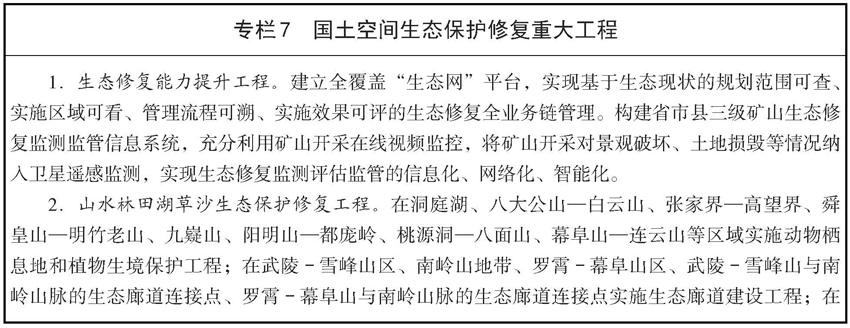 专栏7 国土空间生态保护修复重大工程
1. 生态修复能力提升工程。建立全覆盖“生态网”平台，实现基于生态现状的规划范围可查、
实施区域可看、管理流程可溯、实施效果可评的生态修复全业务链管理。构建省市县三级矿山生态修
复监测监管信息系统，充分利用矿山开采在线视频监控，将矿山开采对景观破坏、土地损毁等情况纳
入卫星遥感监测，实现生态修复监测评估监管的信息化、网络化、智能化。
2. 山水林田湖草沙生态保护修复工程。在洞庭湖、八大公山—白云山、张家界—高望界、舜
皇山—明竹老山、九嶷山、阳明山—都庞岭、桃源洞—八面山、幕阜山—连云山等区域实施动物栖
息地和植物生境保护工程；在武陵－雪峰山区、南岭山地带、罗霄－幕阜山区、武陵－雪峰山与南
岭山脉的生态廊道连接点、罗霄－幕阜山与南岭山脉的生态廊道连接点实施生态廊道建设工程；在